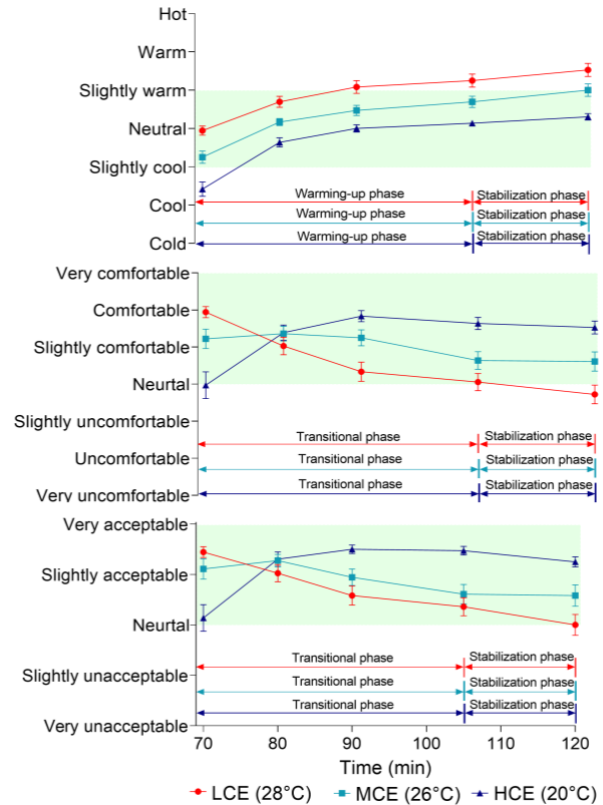 Hot
Warm
Slightly warm
Neutral
Slightly cool
Cool
Cold
Warming-up phase Stabilization phase
Warming-up phase Stabilization phase
Warming-up phase Stabilization phase
Very comfortable
Comfortable
Slightly comfortable
Neurtal
Slightly uncomfortable
Uncomfortable
Very uncomfortable
Transitional phase Stabilization phase
Transitional phase Stabilization phase
Transitional phase Stabilization phase
Very acceptable
Slightly acceptable
Neurtal
Slightly unacceptable
Very unacceptable
Transitional phase Stabilization phase
Transitional phase Stabilization phase
Transitional phase Stabilization phase
70 80 90 100 110 120
Time (min)
LCE (28°C) MCE (26°C) HCE (20°C)